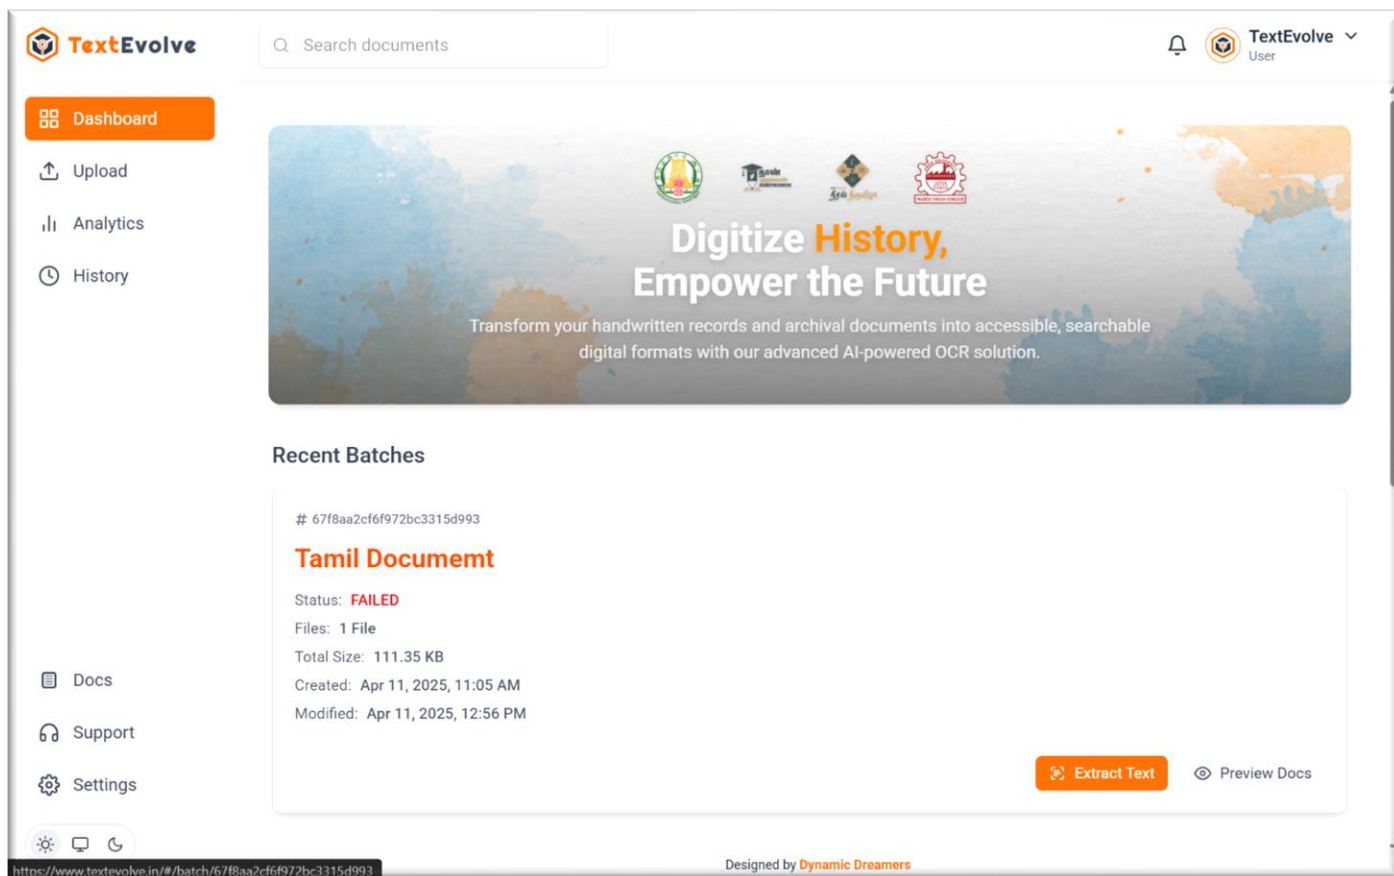 TextEvolve
Search documents
TextEvolve
User
Dashboard
Upload
Analytics
History
Digitize History,
Empower the Future
Transform your handwritten records and archival documents into accessible, searchable
digital formats with our advanced AI-powered OCR solution.
Recent Batches
# 67f8aa2cf6f972bc3315d993
Tamil Documemt
Status: FAILED
Files: 1 File
Total Size: 111.35 KB
Created: Apr 11, 2025, 11:05 AM
Modified: Apr 11, 2025, 12:56 PM
Extract Text
Preview Docs
Docs
Support
Settings
Designed by Dynamic Dreamers
https://www.textevolve.in/#/batch/67f8aa2cf6f972bc3315d993